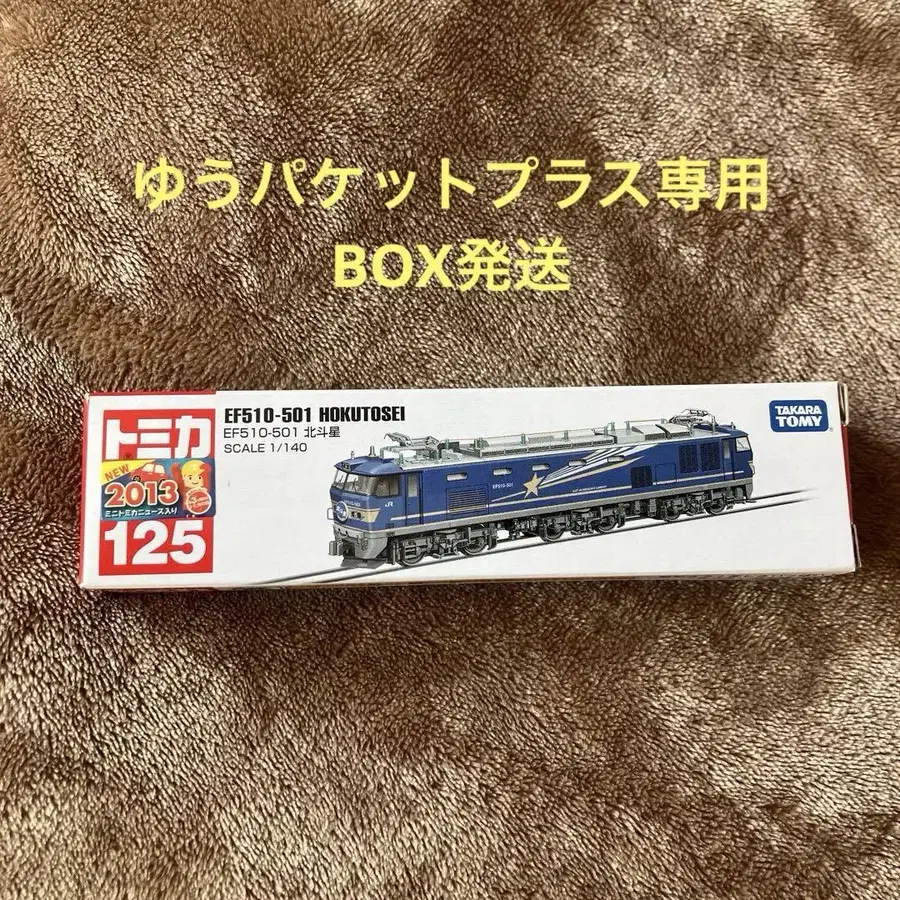 ゆうパケットプラス専用
BOX発送
トミカ
NEW
2013
ミニトミカニュース入り
125
EF510-501 HOKUTOSEI
EF510-501 北斗星
SCALE 1/140
EF510-501
JR
TAKARA
TOMY